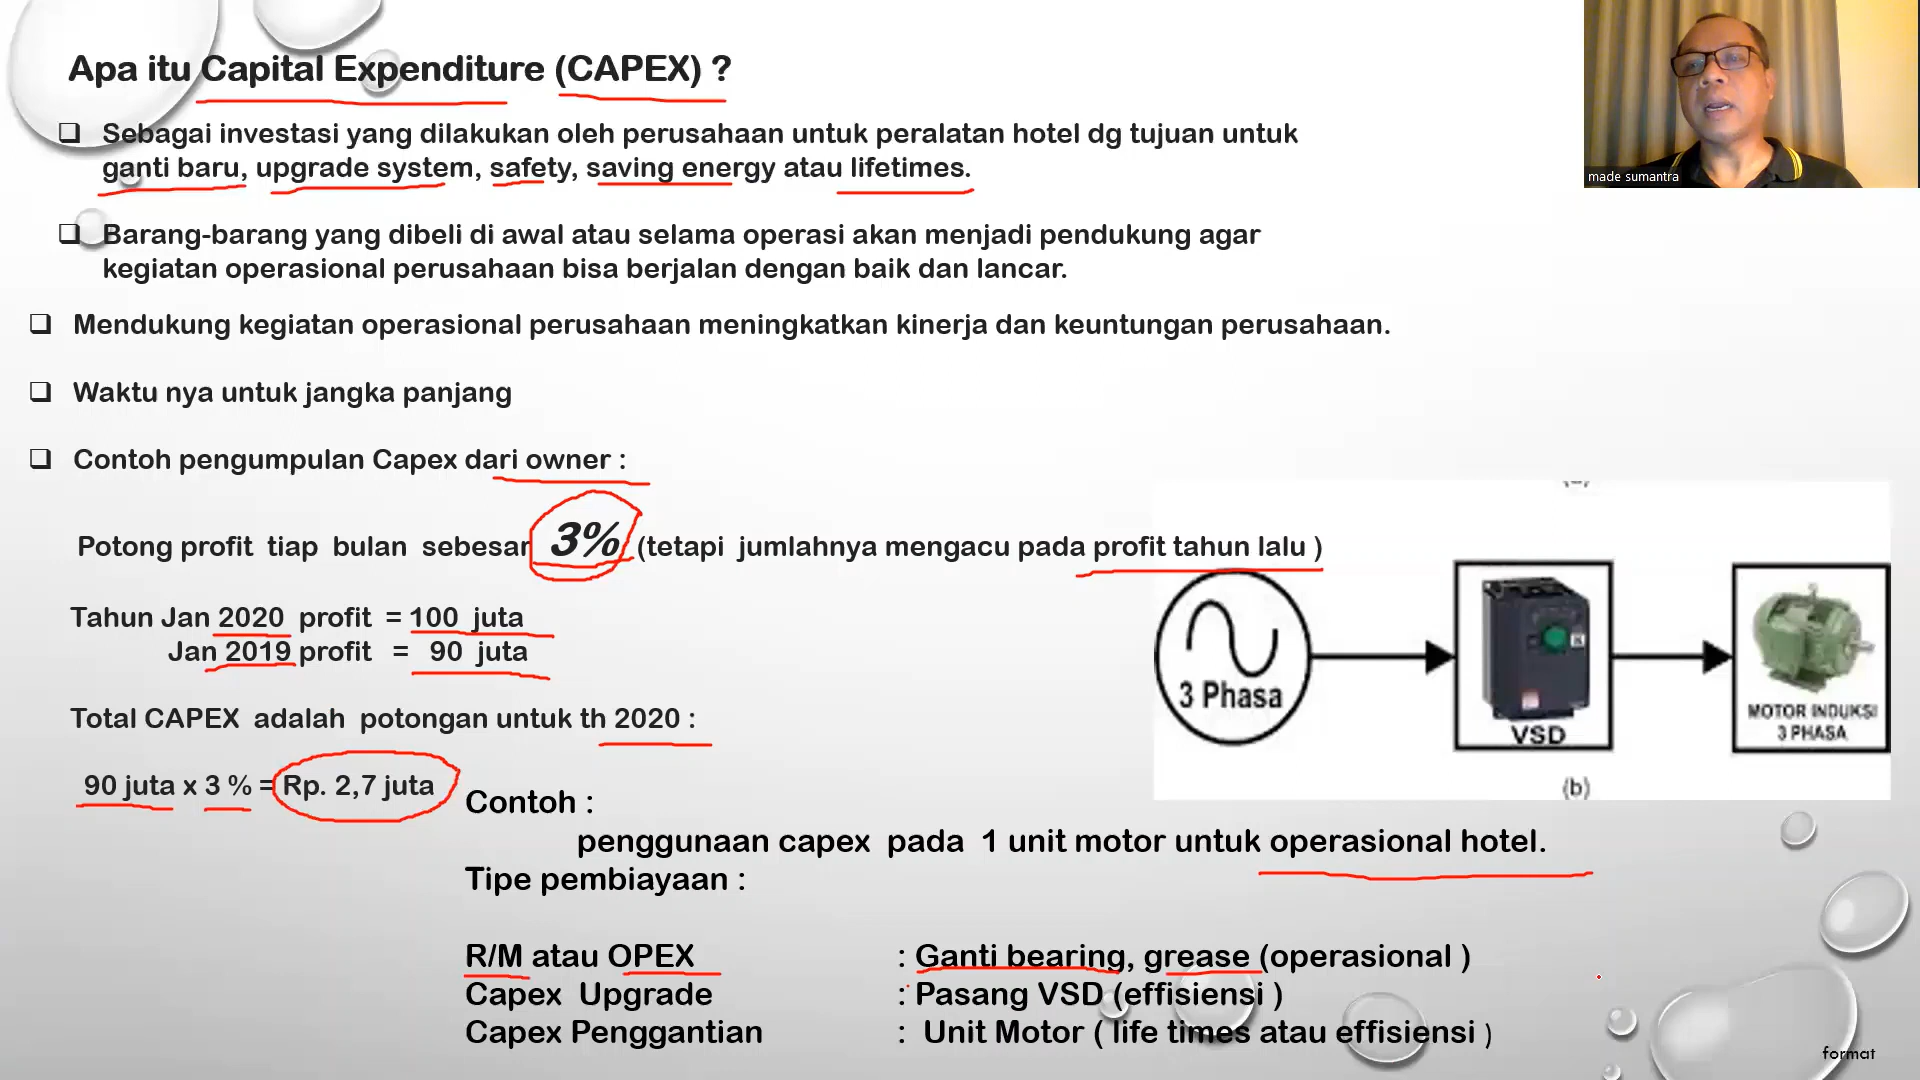 Apa itu Capital Expenditure (CAPEX) ?
made sumantra
Sebagai investasi yang dilakukan oleh perusahaan untuk peralatan hotel dg tujuan untuk
ganti baru, upgrade system, safety, saving energy atau lifetimes.
Barang-barang yang dibeli di awal atau selama operasi akan menjadi pendukung agar
kegiatan operasional perusahaan bisa berjalan dengan baik dan lancar.
Mendukung kegiatan operasional perusahaan meningkatkan kinerja dan keuntungan perusahaan.
Waktu nya untuk jangka panjang
Contoh pengumpulan Capex dari owner :
Potong profit tiap bulan sebesar 3% (tetapi jumlahnya mengacu pada profit tahun lalu )
Tahun Jan 2020 profit = 100 juta
Jan 2019 profit = 90 juta
Total CAPEX adalah potongan untuk th 2020 :
90 juta x 3 % = Rp. 2,7 juta
3 Phasa
VSD
MOTOR INDUKSI
3 PHASA
(b)
Contoh :
penggunaan capex pada 1 unit motor untuk operasional hotel.
Tipe pembiayaan :
R/M atau OPEX : Ganti bearing, grease (operasional )
Capex Upgrade : Pasang VSD (effisiensi )
Capex Penggantian : Unit Motor ( life times atau effisiensi )
format